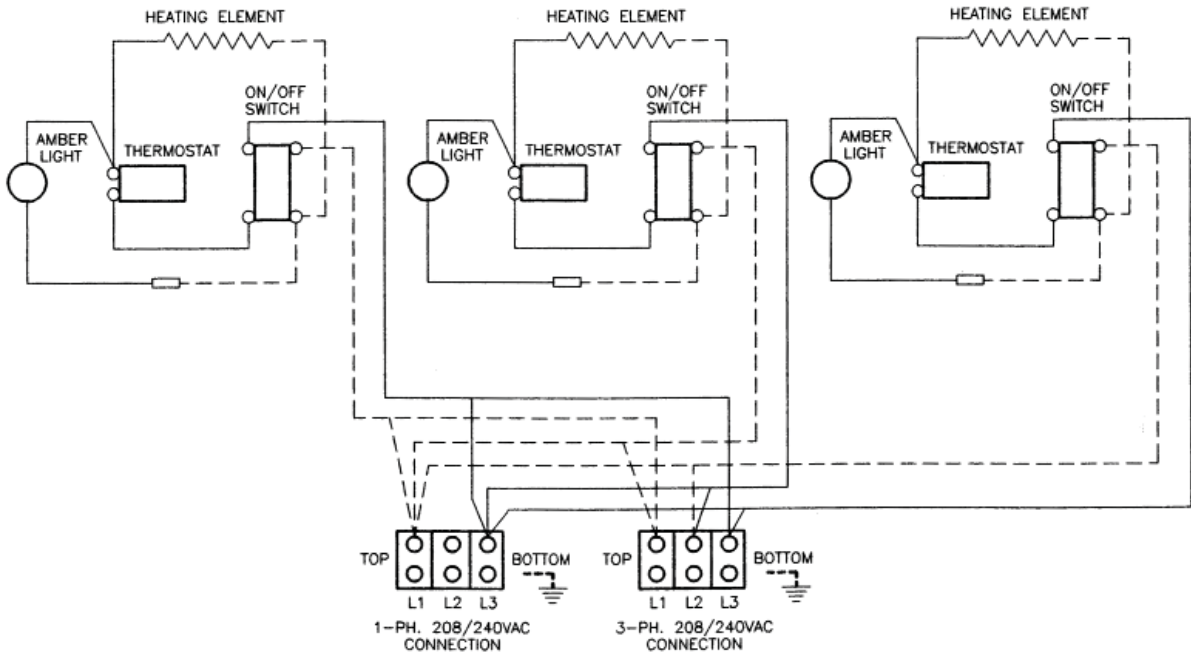 HEATING ELEMENT
HEATING ELEMENT
HEATING ELEMENT
ON/OFF
SWITCH
ON/OFF
SWITCH
ON/OFF
SWITCH
AMBER
LIGHT
THERMOSTAT
AMBER
LIGHT
THERMOSTAT
AMBER
LIGHT
THERMOSTAT
TOP
BOTTOM
TOP
BOTTOM
L1 L2 L3
L1 L2 L3
1-PH. 208/240VAC
CONNECTION
3-PH. 208/240VAC
CONNECTION